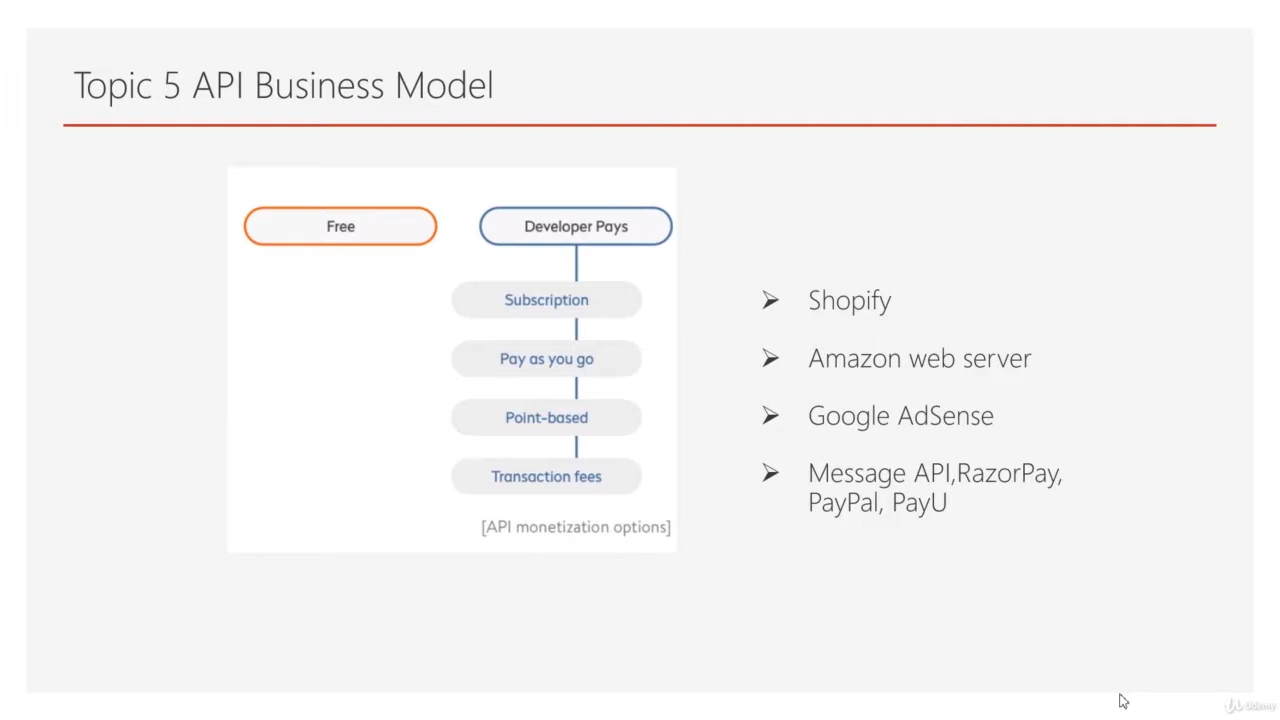 Topic 5 API Business Model
Free
Developer Pays
Subscription
Pay as you go
Point-based
Transaction fees
[API monetization options]
➢ Shopify
➢ Amazon web server
➢ Google AdSense
➢ Message API,RazorPay,
PayPal, PayU
Udemy